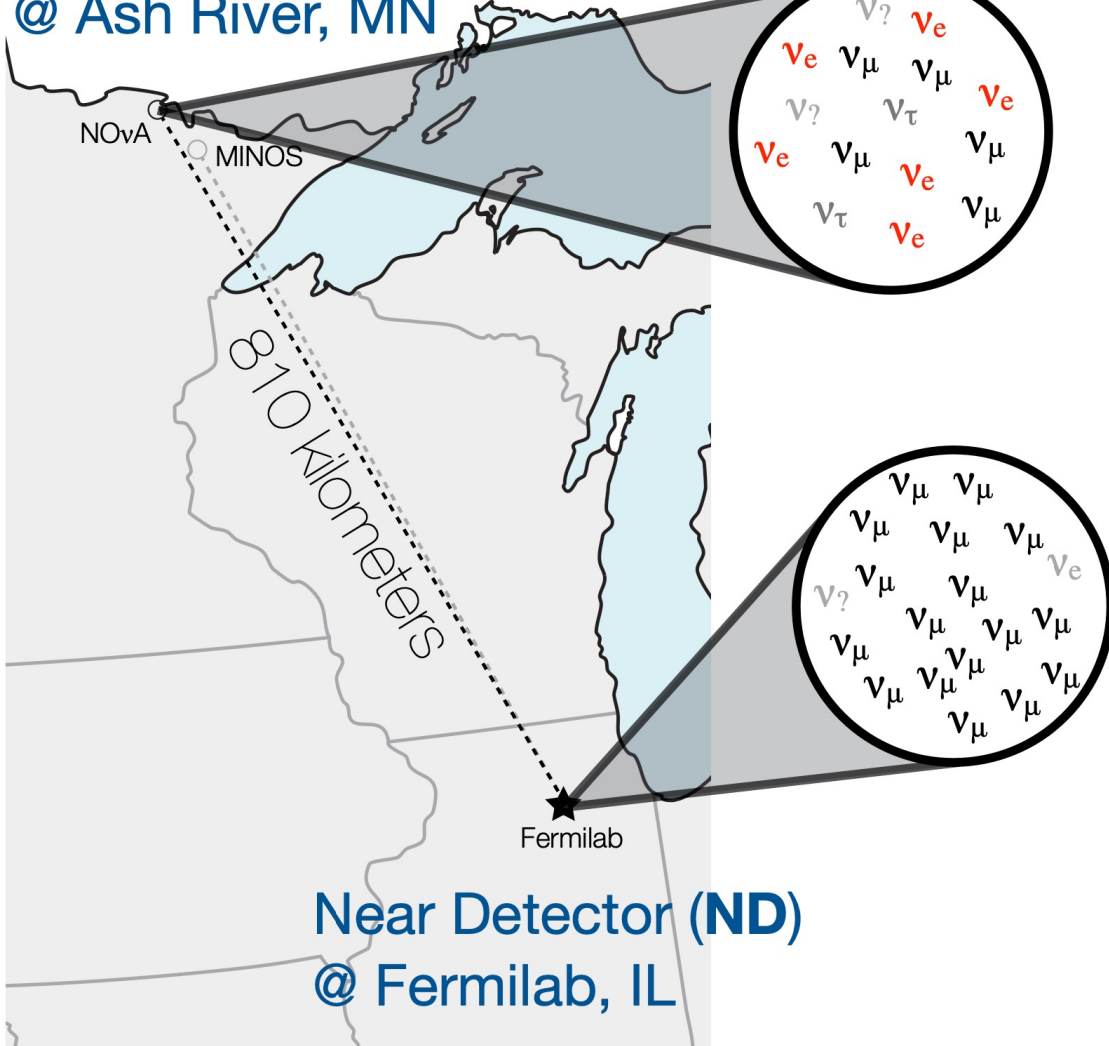 @ Ash River, MN
NOνA
MINOS
810 kilometers
Fermilab
Near Detector (ND)
@ Fermilab, IL
ν? νe
νe νμ νμ
ν? ντ νe
νe νμ νe νμ
ντ νe νμ
νμ νμ
νμ νμ νμ
ν? νμ νμ νe
νμ νμ νμ νμ
νμ νμ νμ νμ
νμ νμ